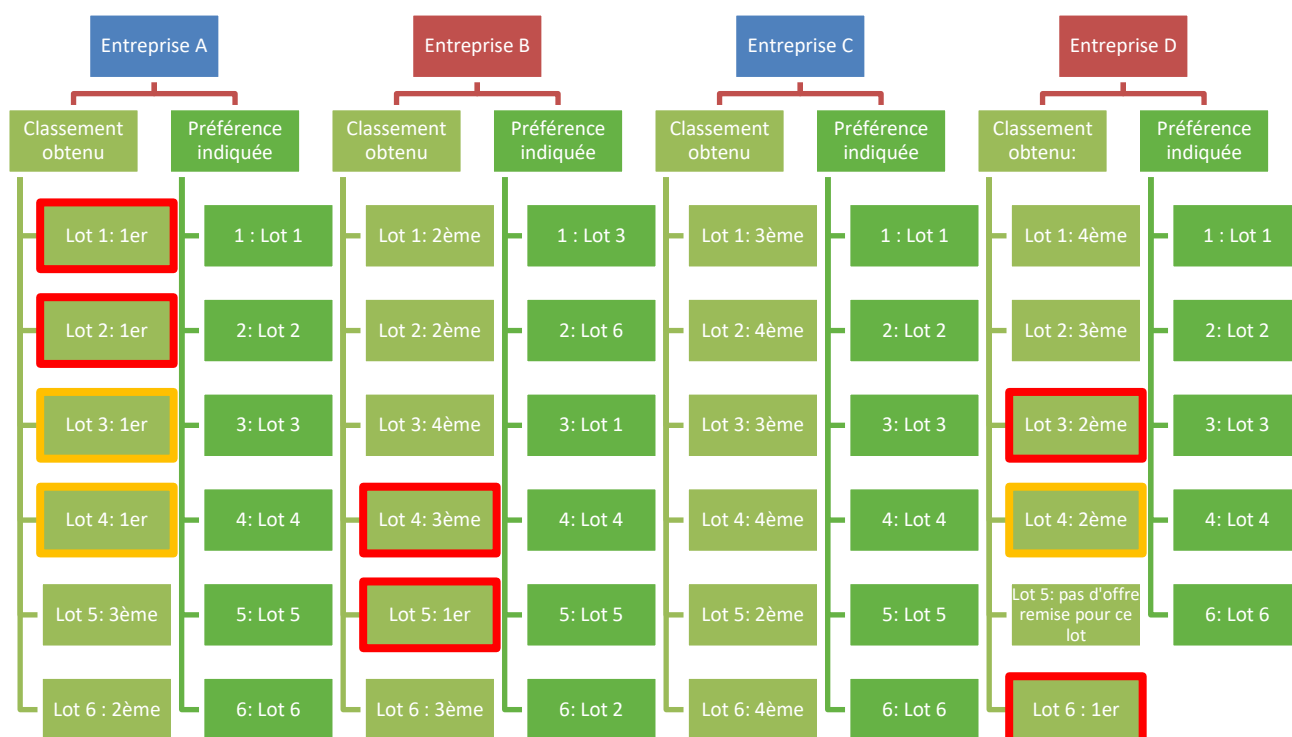 Entreprise A
Entreprise B
Entreprise C
Entreprise D
Classement
obtenu
Préférence
indiquée
Classement
obtenu
Préférence
indiquée
Classement
obtenu
Préférence
indiquée
Classement
obtenu:
Préférence
indiquée
Lot 1: 1er
1 : Lot 1
Lot 1: 2ème
1 : Lot 3
Lot 1: 3ème
1 : Lot 1
Lot 1: 4ème
1 : Lot 1
Lot 2: 1er
2: Lot 2
Lot 2: 2ème
2: Lot 6
Lot 2: 4ème
2: Lot 2
Lot 2: 3ème
2: Lot 2
Lot 3: 1er
3: Lot 3
Lot 3: 4ème
3: Lot 1
Lot 3: 3ème
3: Lot 3
Lot 3: 2ème
3: Lot 3
Lot 4: 1er
4: Lot 4
Lot 4: 3ème
4: Lot 4
Lot 4: 4ème
4: Lot 4
Lot 4: 2ème
4: Lot 4
Lot 5: 3ème
5: Lot 5
Lot 5: 1er
5: Lot 5
Lot 5: 2ème
5: Lot 5
Lot 5: pas d'offre
remise pour ce
lot
6: Lot 6
Lot 6 : 2ème
6: Lot 6
Lot 6 : 3ème
6: Lot 2
Lot 6: 4ème
6: Lot 6
Lot 6 : 1er